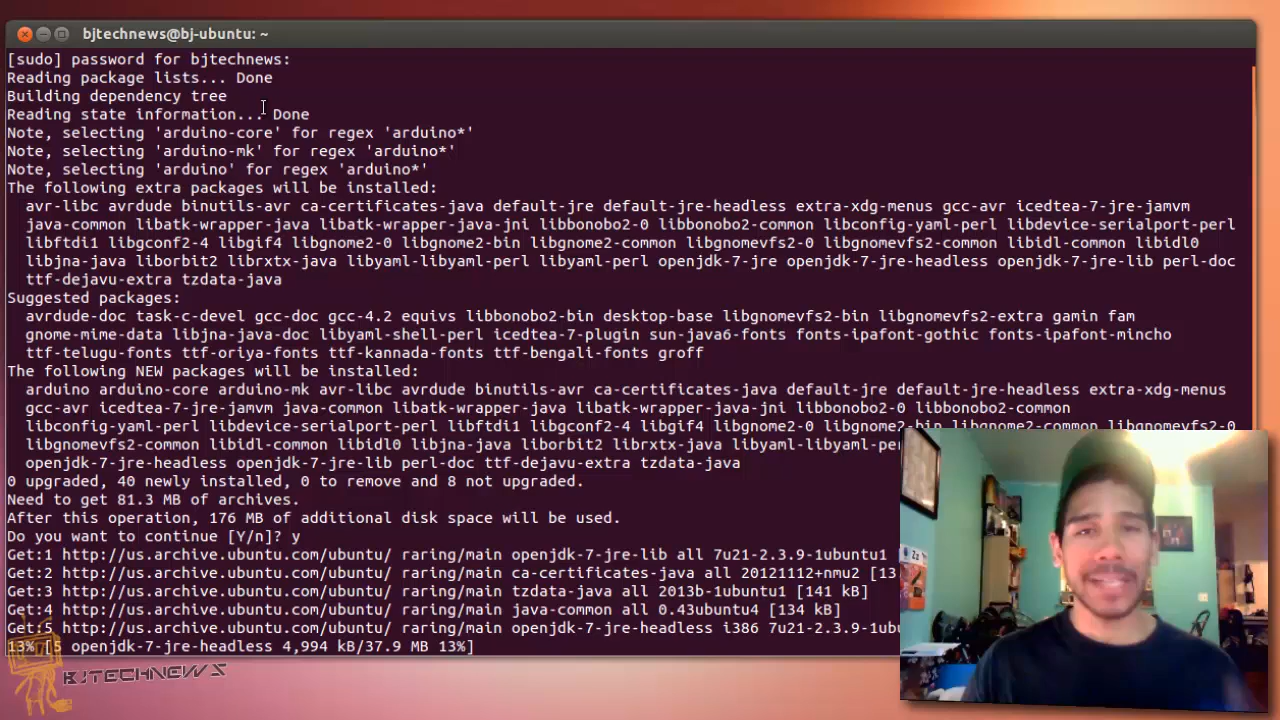 bjtechnews@bj-ubuntu: ~
[sudo] password for bjtechnews:
Reading package lists... Done
Building dependency tree
Reading state information... Done
Note, selecting 'arduino-core' for regex 'arduino*'
Note, selecting 'arduino-mk' for regex 'arduino*'
Note, selecting 'arduino' for regex 'arduino*'
The following extra packages will be installed:
avr-libc avrdude binutils-avr ca-certificates-java default-jre default-jre-headless extra-xdg-menus gcc-avr icedtea-7-jre-jamvm
java-common libatk-wrapper-java libatk-wrapper-java-jni libbonobo2-0 libbonobo2-common libconfig-yaml-perl libdevice-serialport-perl
libftdi1 libgconf2-4 libgif4 libgnome2-0 libgnome2-bin libgnome2-common libgnomevfs2-0 libgnomevfs2-common libidl-common libidl0
libjna-java liborbit2 librxtx-java libyaml-libyaml-perl libyaml-perl openjdk-7-jre openjdk-7-jre-headless openjdk-7-jre-lib perl-doc
ttf-dejavu-extra tzdata-java
Suggested packages:
avrdude-doc task-c-devel gcc-doc gcc-4.2 equivs libbonobo2-bin desktop-base libgnomevfs2-bin libgnomevfs2-extra gamin fam
gnome-mime-data libjna-java-doc libyaml-shell-perl icedtea-7-plugin sun-java6-fonts fonts-ipafont-gothic fonts-ipafont-mincho
ttf-telugu-fonts ttf-oriya-fonts ttf-kannada-fonts ttf-bengali-fonts groff
The following NEW packages will be installed:
arduino arduino-core arduino-mk avr-libc avrdude binutils-avr ca-certificates-java default-jre default-jre-headless extra-xdg-menus
gcc-avr icedtea-7-jre-jamvm java-common libatk-wrapper-java libatk-wrapper-java-jni libbonobo2-0 libbonobo2-common
libconfig-yaml-perl libdevice-serialport-perl libftdi1 libgconf2-4 libgif4 libgnome2-0 libgnome2-bin libgnome2-common libgnomevfs2-0
libgnomevfs2-common libidl-common libidl0 libjna-java liborbit2 librxtx-java libyaml-libyaml-per
openjdk-7-jre-headless openjdk-7-jre-lib perl-doc ttf-dejavu-extra tzdata-java
0 upgraded, 40 newly installed, 0 to remove and 8 not upgraded.
Need to get 81.3 MB of archives.
After this operation, 176 MB of additional disk space will be used.
Do you want to continue [Y/n]? y
Get:1 http://us.archive.ubuntu.com/ubuntu/ raring/main openjdk-7-jre-lib all 7u21-2.3.9-1ubuntu1
Get:2 http://us.archive.ubuntu.com/ubuntu/ raring/main ca-certificates-java all 20121112+nmu2 [13
Get:3 http://us.archive.ubuntu.com/ubuntu/ raring/main tzdata-java all 2013b-1ubuntu1 [141 kB]
Get:4 http://us.archive.ubuntu.com/ubuntu/ raring/main java-common all 0.43ubuntu4 [134 kB]
Get:5 http://us.archive.ubuntu.com/ubuntu/ raring/main openjdk-7-jre-headless i386 7u21-2.3.9-1ubu
13% [5 openjdk-7-jre-headless 4,994 kB/37.9 MB 13%]
BJTECHNEWS